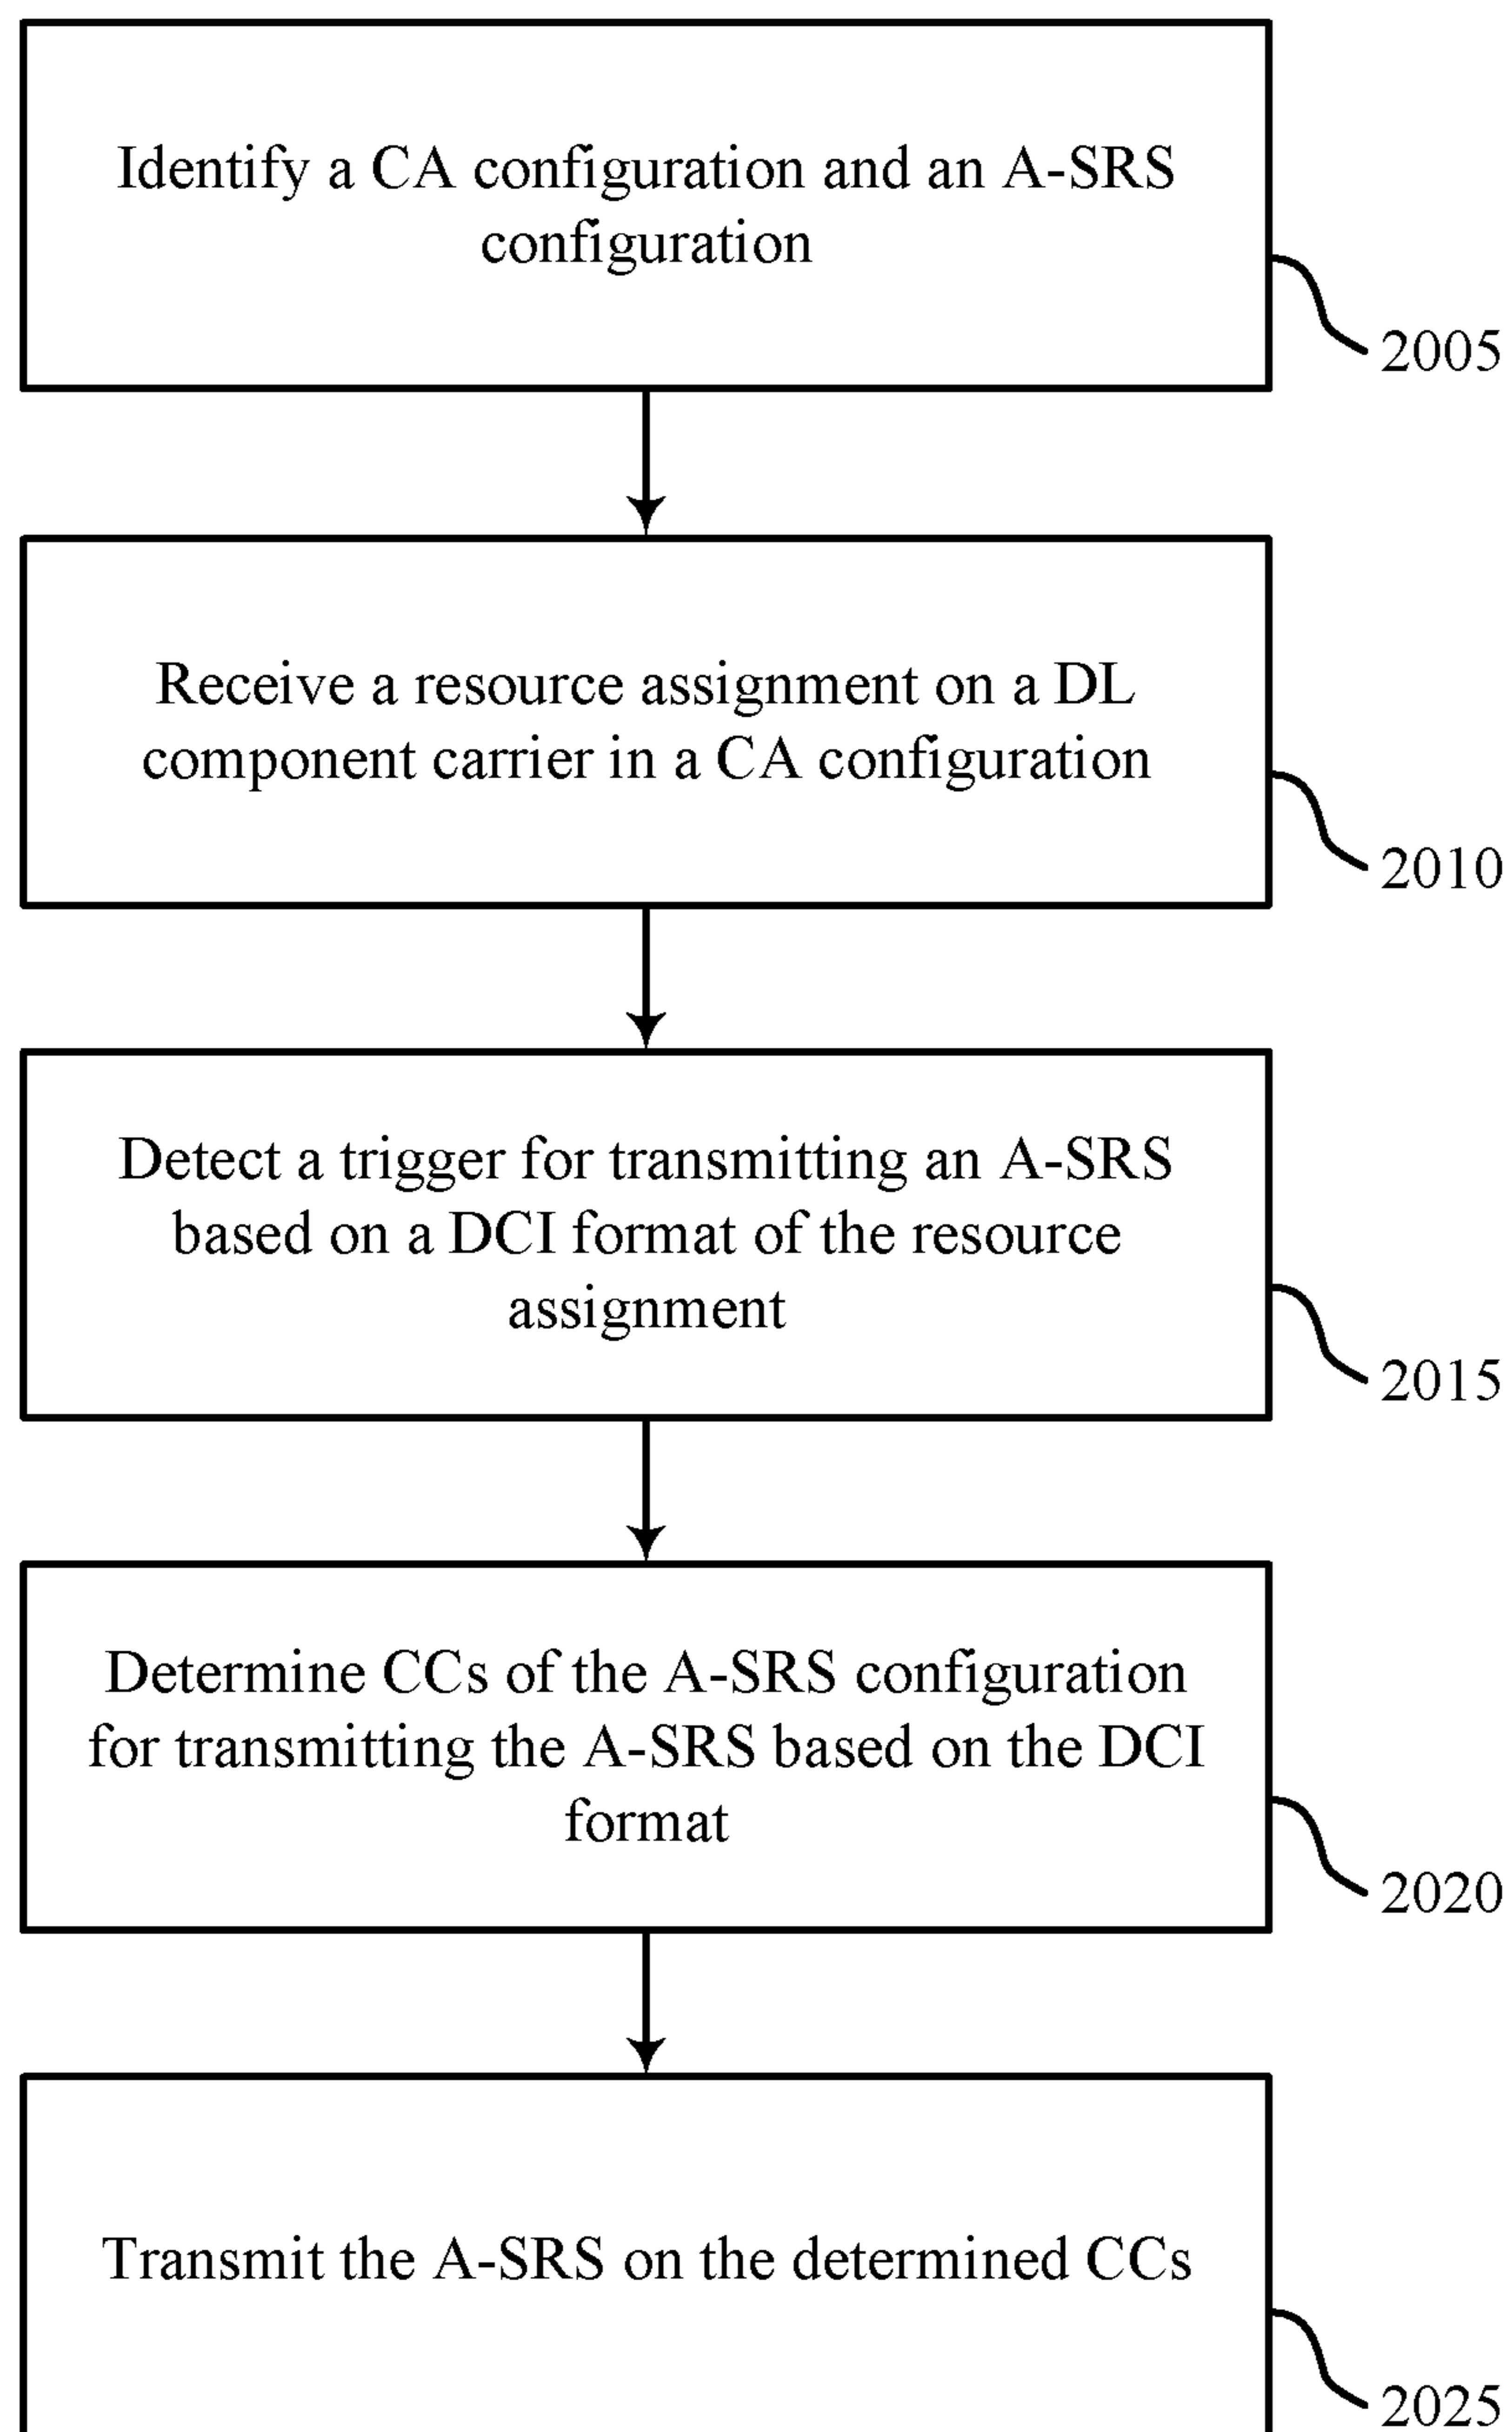 Identify a CA configuration and an A-SRS
configuration
2005
Receive a resource assignment on a DL
component carrier in a CA configuration
2010
Detect a trigger for transmitting an A-SRS
based on a DCI format of the resource
assignment
2015
Determine CCs of the A-SRS configuration
for transmitting the A-SRS based on the DCI
format
2020
Transmit the A-SRS on the determined CCs
2025